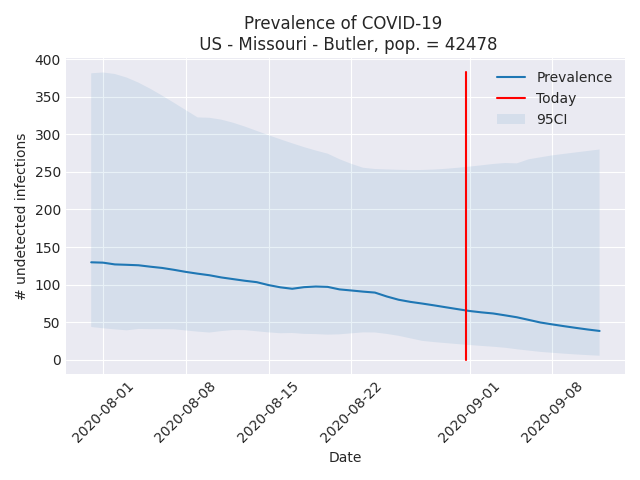 Prevalence of COVID-19
US - Missouri - Butler, pop. = 42478
400
350
300
250
200
150
100
50
0
# undetected infections
Prevalence
Today
95CI
2020-08-01
2020-08-08
2020-08-15
2020-08-22
2020-09-01
2020-09-08
Date